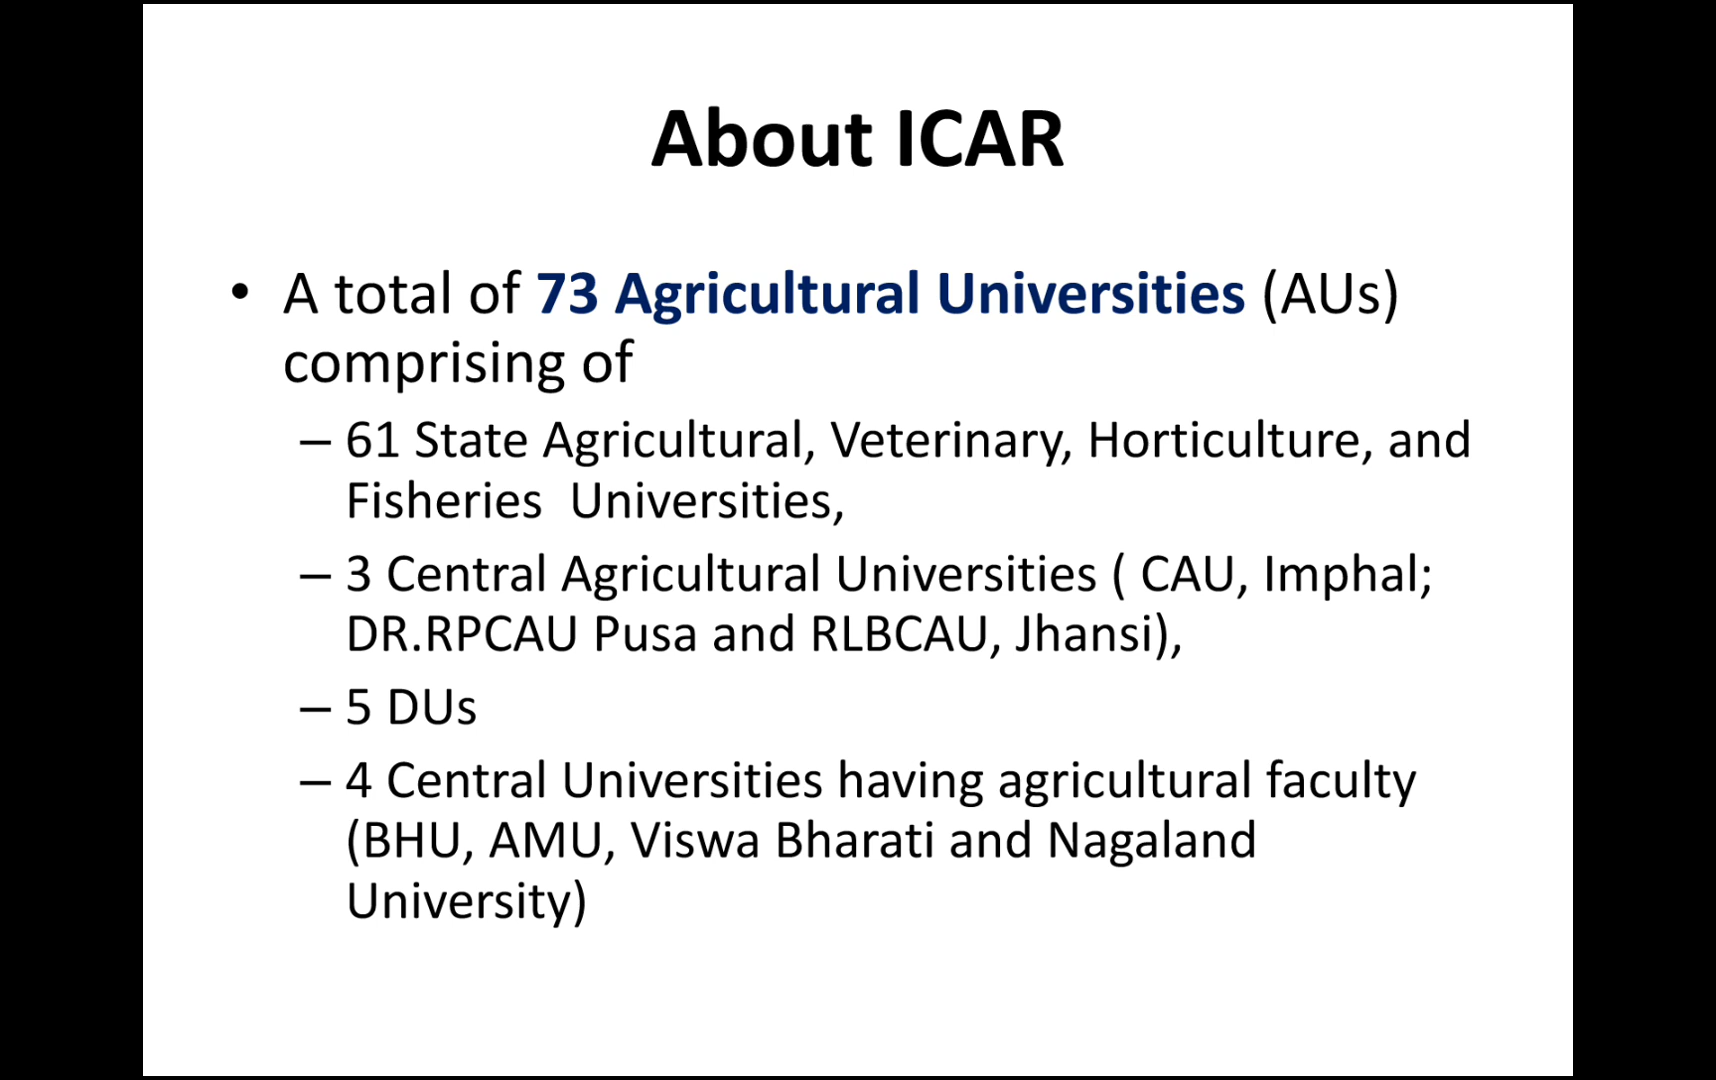 About ICAR
• A total of 73 Agricultural Universities (AUs)
comprising of
– 61 State Agricultural, Veterinary, Horticulture, and
Fisheries  Universities,
– 3 Central Agricultural Universities ( CAU, Imphal;
DR.RPCAU Pusa and RLBCAU, Jhansi),
– 5 DUs
– 4 Central Universities having agricultural faculty
(BHU, AMU, Viswa Bharati and Nagaland
University)